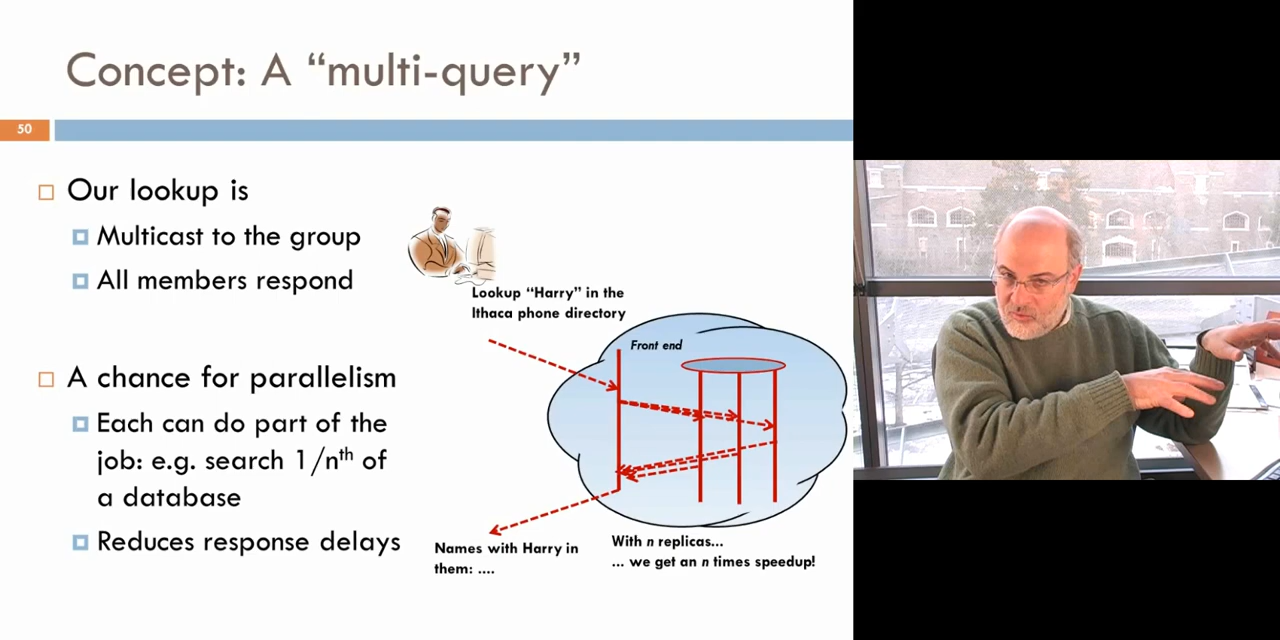 Concept: A “multi-query”
50
Our lookup is
Multicast to the group
All members respond
A chance for parallelism
Each can do part of the
job: e.g. search 1/nth of
a database
Reduces response delays
Lookup “Harry” in the
Ithaca phone directory
Front end
Names with Harry in
them: ....
With n replicas...
... we get an n times speedup!